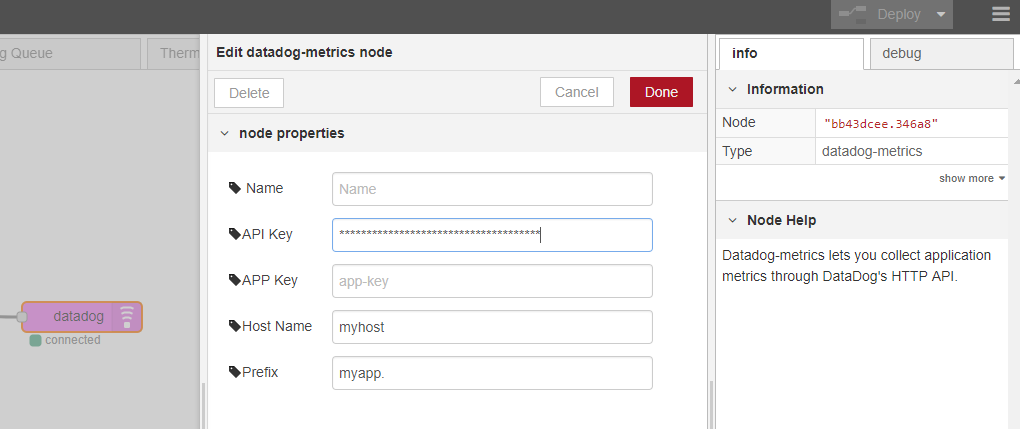 Deploy
g Queue
Therm
Edit datadog-metrics node
Delete
Cancel
Done
node properties
Name
Name
API Key
*************************************
APP Key
app-key
Host Name
myhost
Prefix
myapp.
datadog
connected
info
debug
Information
Node
"bb43dcee.346a8"
Type
datadog-metrics
show more
Node Help
Datadog-metrics lets you collect application
metrics through DataDog's HTTP API.